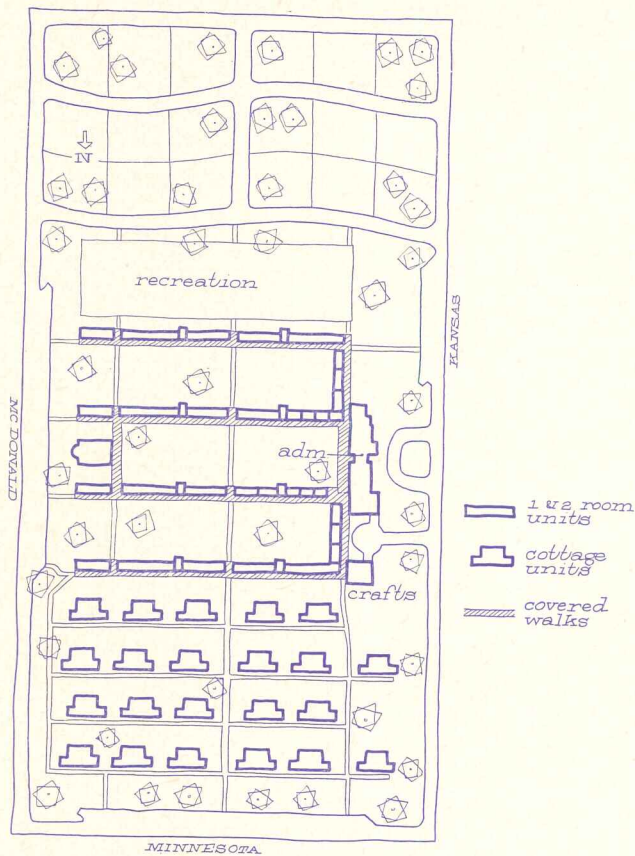 N
recreation
KANSAS
MC DONALD
adm
1 & 2 room
units
cottage
units
crafts
covered
walks
MINNESOTA